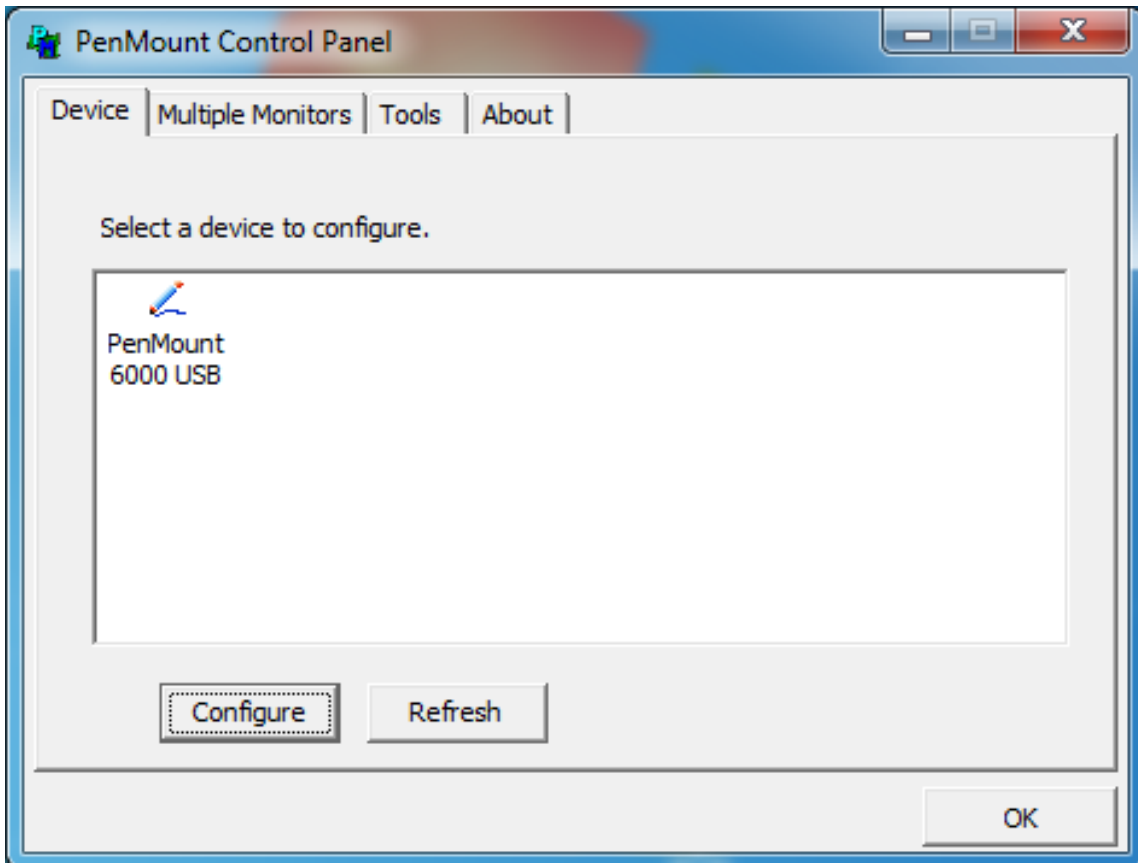 PenMount Control Panel
Device Multiple Monitors Tools About
Select a device to configure.
PenMount
6000 USB
Configure Refresh
OK